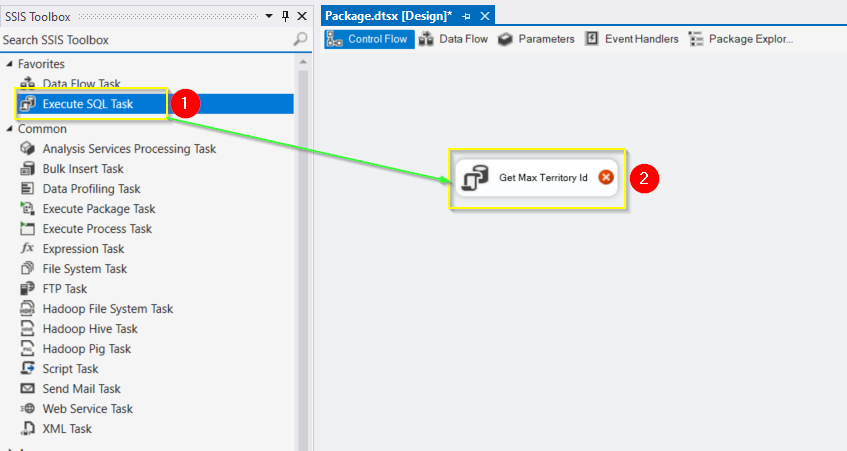 SSIS Toolbox
Search SSIS Toolbox
Favorites
Data Flow Task
Execute SQL Task
1
Common
Analysis Services Processing Task
Bulk Insert Task
Data Profiling Task
Execute Package Task
Execute Process Task
fx Expression Task
File System Task
FTP Task
Hadoop File System Task
Hadoop Hive Task
Hadoop Pig Task
Script Task
Send Mail Task
Web Service Task
XML Task
Package.dtsx [Design]*
Control Flow Data Flow Parameters Event Handlers Package Explor...
Get Max Territory Id
2